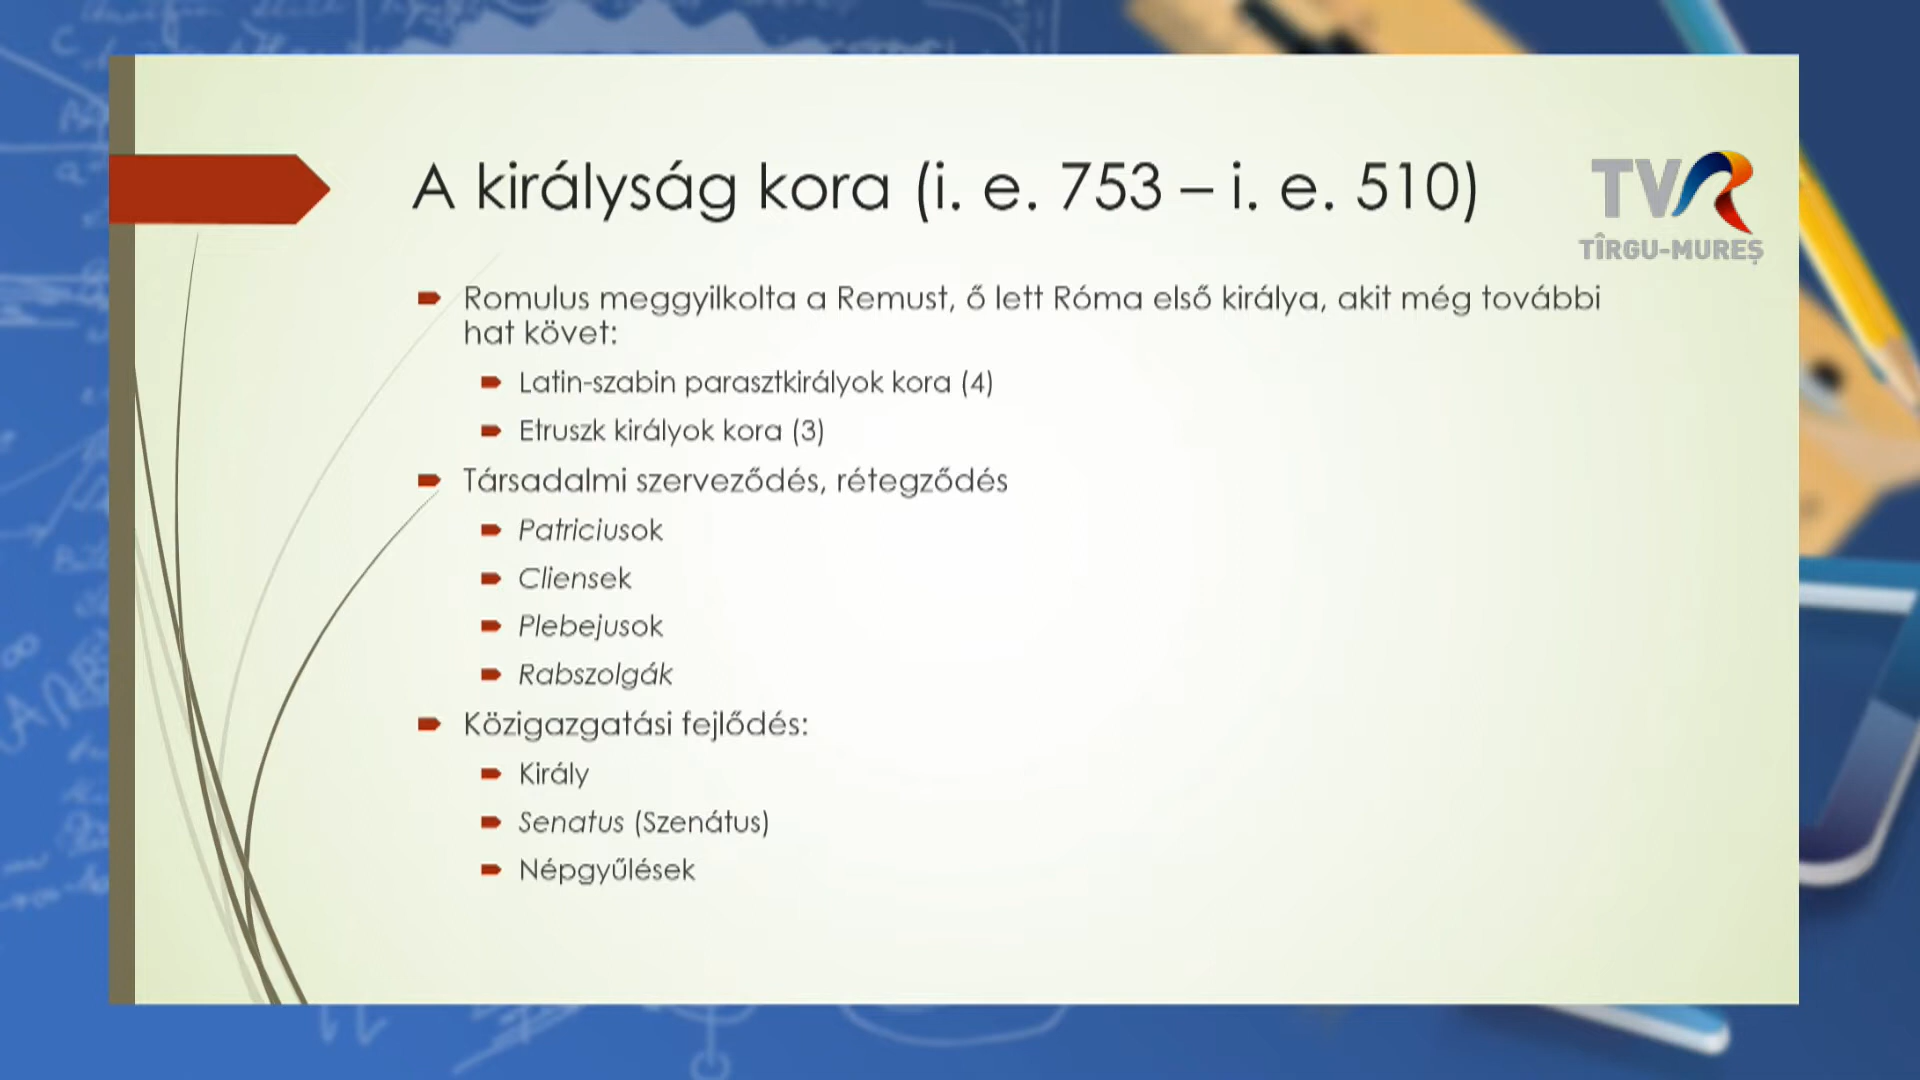 A királyság kora (i. e. 753 – i. e. 510)
TVR
TÎRGU-MUREȘ
Romulus meggyilkolta a Remust, ő lett Róma első királya, akit még további
hat követ:
Latin-szabin parasztkirályok kora (4)
Etruszk királyok kora (3)
Társadalmi szerveződés, rétegződés
Patriciusok
Cliensek
Plebejusok
Rabszolgák
Közigazgatási fejlődés:
Király
Senatus (Szenátus)
Népgyűlések